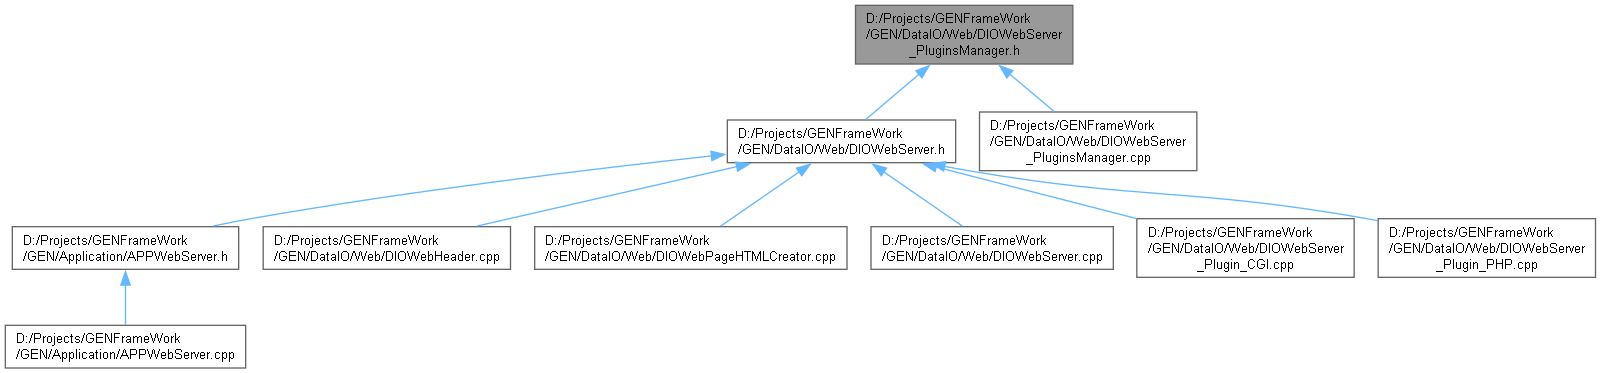 D:/Projects/GENFrameWork
/GEN/DataIO/Web/DIOWebServer
_PluginsManager.h
D:/Projects/GENFrameWork
/GEN/DataIO/Web/DIOWebServer.h
D:/Projects/GENFrameWork
/GEN/DataIO/Web/DIOWebServer
_PluginsManager.cpp
D:/Projects/GENFrameWork
/GEN/Application/APPWebServer.h
D:/Projects/GENFrameWork
/GEN/DataIO/Web/DIOWebHeader.cpp
D:/Projects/GENFrameWork
/GEN/DataIO/Web/DIOWebPageHTMLCreator.cpp
D:/Projects/GENFrameWork
/GEN/DataIO/Web/DIOWebServer.cpp
D:/Projects/GENFrameWork
/GEN/DataIO/Web/DIOWebServer
_Plugin_CGI.cpp
D:/Projects/GENFrameWork
/GEN/DataIO/Web/DIOWebServer
_Plugin_PHP.cpp
D:/Projects/GENFrameWork
/GEN/Application/APPWebServer.cpp